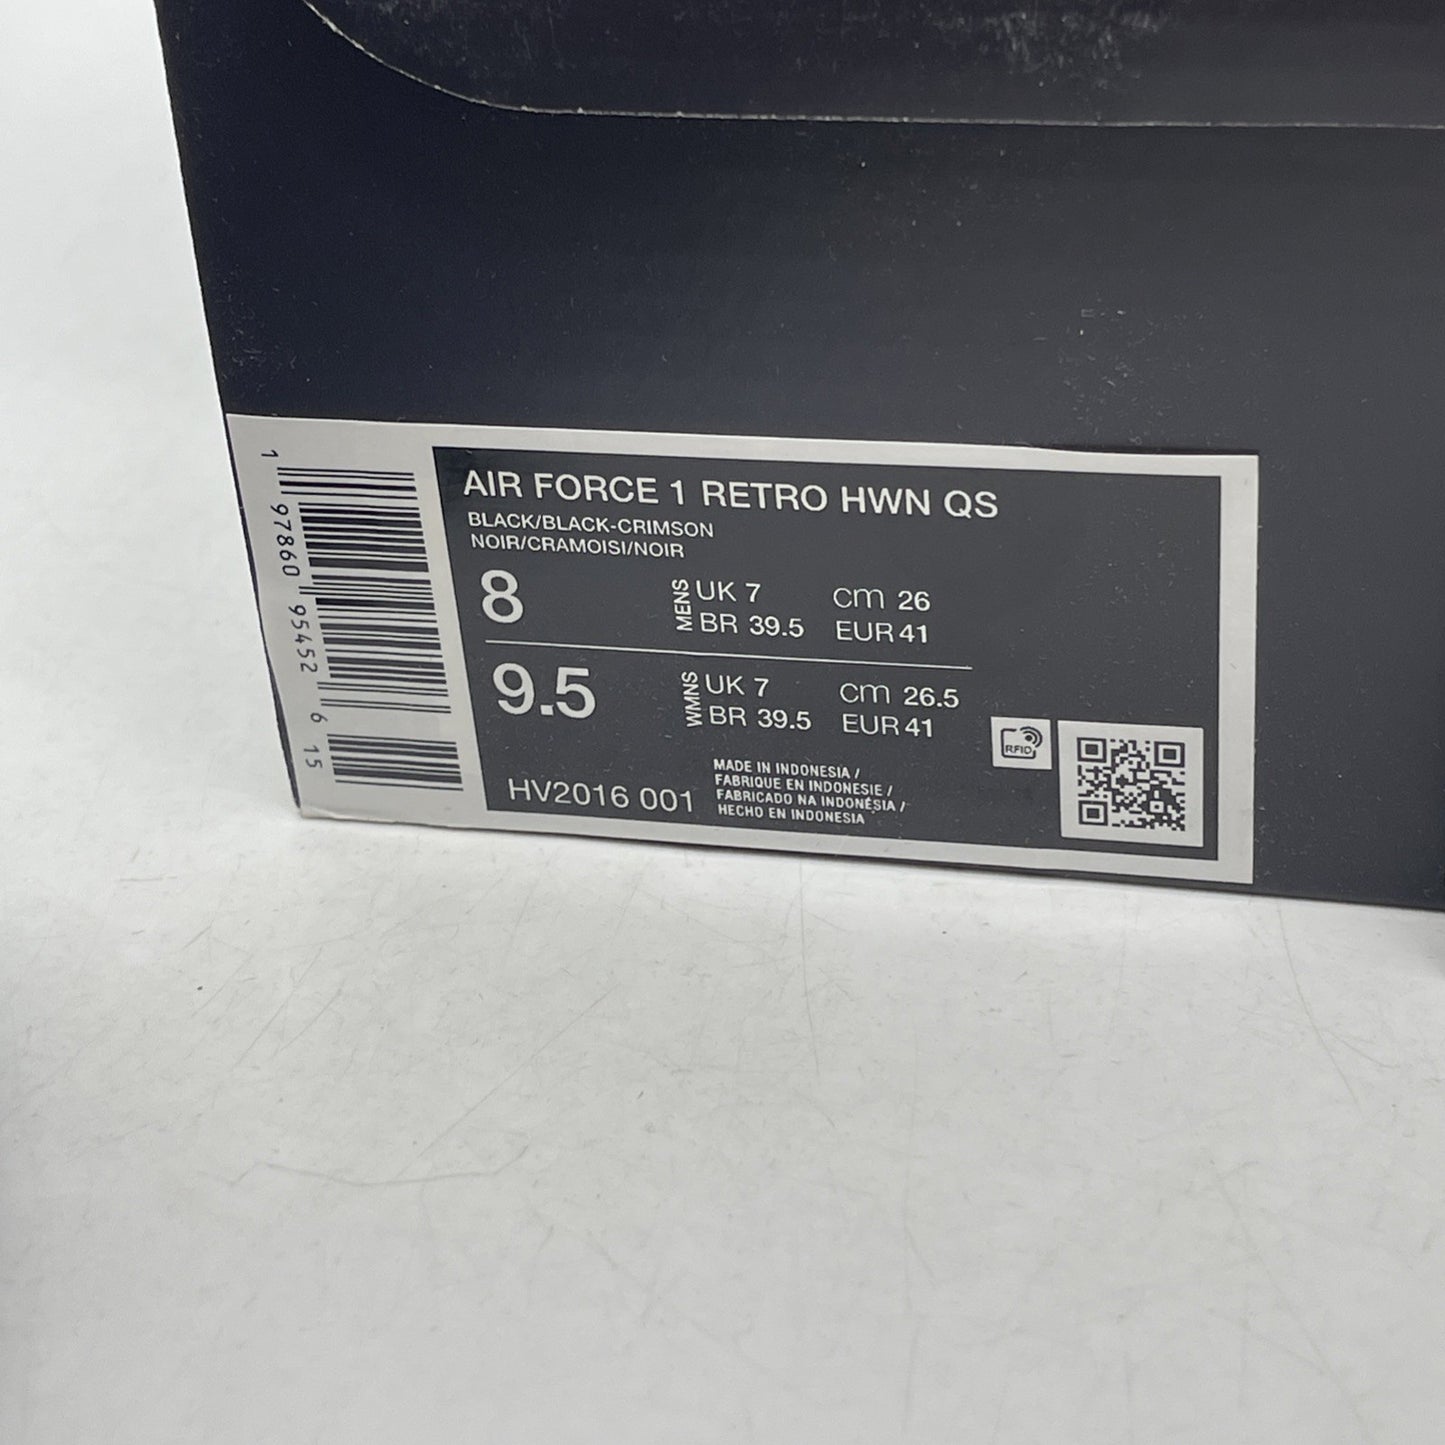 AIR FORCE 1 RETRO HWN QS
BLACK/BLACK-CRIMSON
NOIR/CRAMOISI/NOIR
8 MENS UK 7 cm 26
BR 39.5 EUR 41
9.5 WMNS UK 7 cm 26.5
BR 39.5 EUR 41
HV2016 001
MADE IN INDONESIA /
FABRIQUE EN INDONESIE /
FABRICADO NA INDONÉSIA /
HECHO EN INDONESIA
RFID
1 97860 95452 6 15